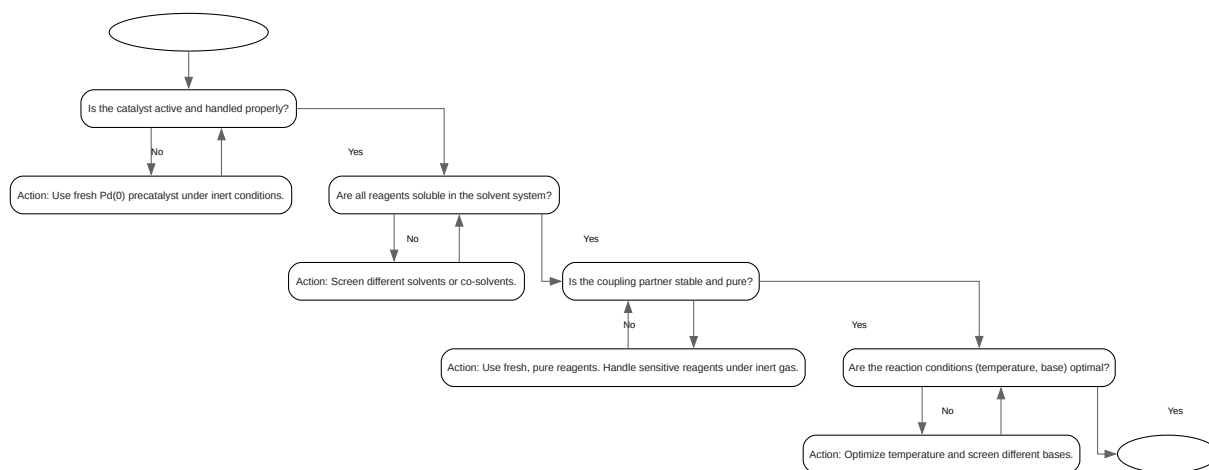 Is the catalyst active and handled properly?
No
Yes
Action: Use fresh Pd(0) precatalyst under inert conditions.
Are all reagents soluble in the solvent system?
No
Yes
Action: Screen different solvents or co-solvents.
Is the coupling partner stable and pure?
No
Yes
Action: Use fresh, pure reagents. Handle sensitive reagents under inert gas.
Are the reaction conditions (temperature, base) optimal?
No
Yes
Action: Optimize temperature and screen different bases.